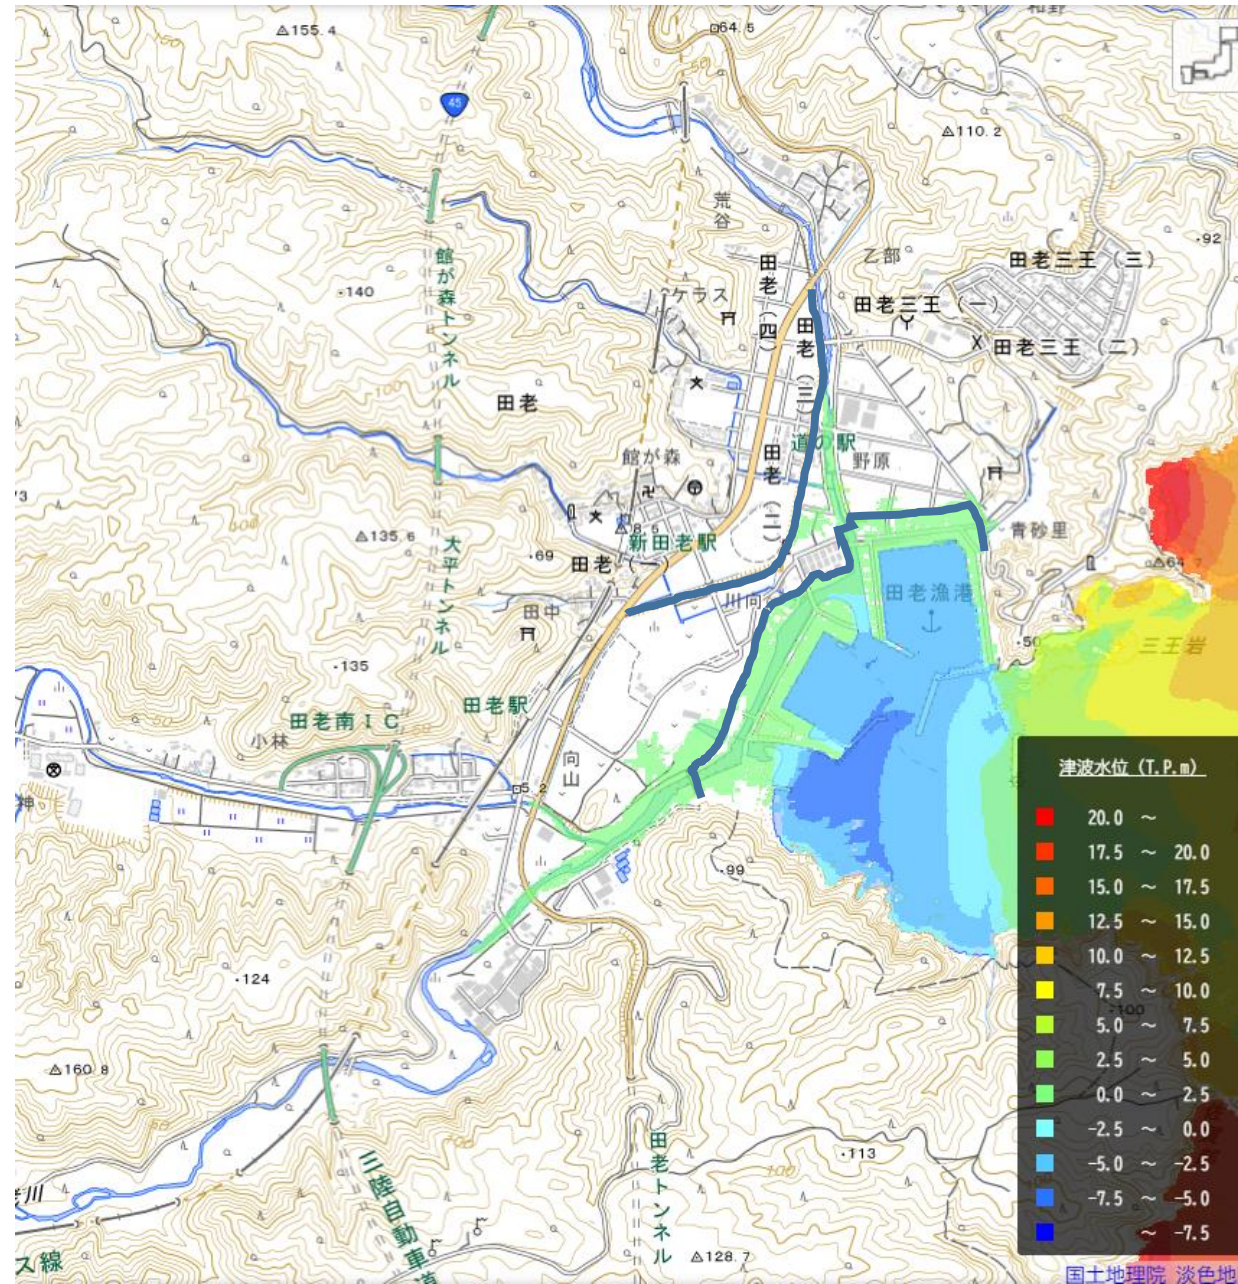 155.4
64.5
和野
45
110.2
荒谷
92
乙部
田老三王(三)
館が森トンネル
140
ケラス
田老(四)
田老三王(一)
田老(三)
田老三王(二)
田老
道の駅
野原
館が森
田老(二)
8.5
新田老駅
135.6
大平トンネル
69
田老(一)
青砂里
64.7
田中
川向
田老漁港
50
三王岩
135
田老駅
田老南IC
小林
向山
5.2
神
99
124
100
160.8
津波水位 (T.P.m)
20.0 ～
17.5 ～ 20.0
15.0 ～ 17.5
12.5 ～ 15.0
10.0 ～ 12.5
7.5 ～ 10.0
5.0 ～ 7.5
2.5 ～ 5.0
0.0 ～ 2.5
-2.5 ～ 0.0
-5.0 ～ -2.5
-7.5 ～ -5.0
～ -7.5
113
田老トンネル
三陸自動車道
128.7
ス線
国土地理院 淡色地